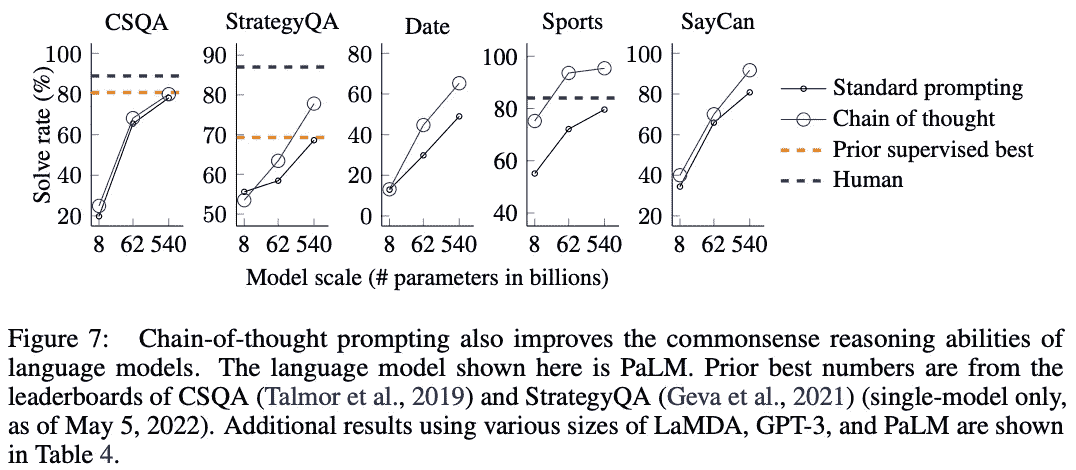 CSQA
StrategyQA
Date
Sports
SayCan
Solve rate (%)
100
80
60
40
20
90
80
70
60
50
80
60
40
20
0
100
80
60
40
100
80
60
40
20
8 62 540
8 62 540
8 62 540
8 62 540
8 62 540
Model scale (# parameters in billions)
Standard prompting
Chain of thought
Prior supervised best
Human
Figure 7: Chain-of-thought prompting also improves the commonsense reasoning abilities of
language models. The language model shown here is PaLM. Prior best numbers are from the
leaderboards of CSQA (Talmor et al., 2019) and StrategyQA (Geva et al., 2021) (single-model only,
as of May 5, 2022). Additional results using various sizes of LaMDA, GPT-3, and PaLM are shown
in Table 4.